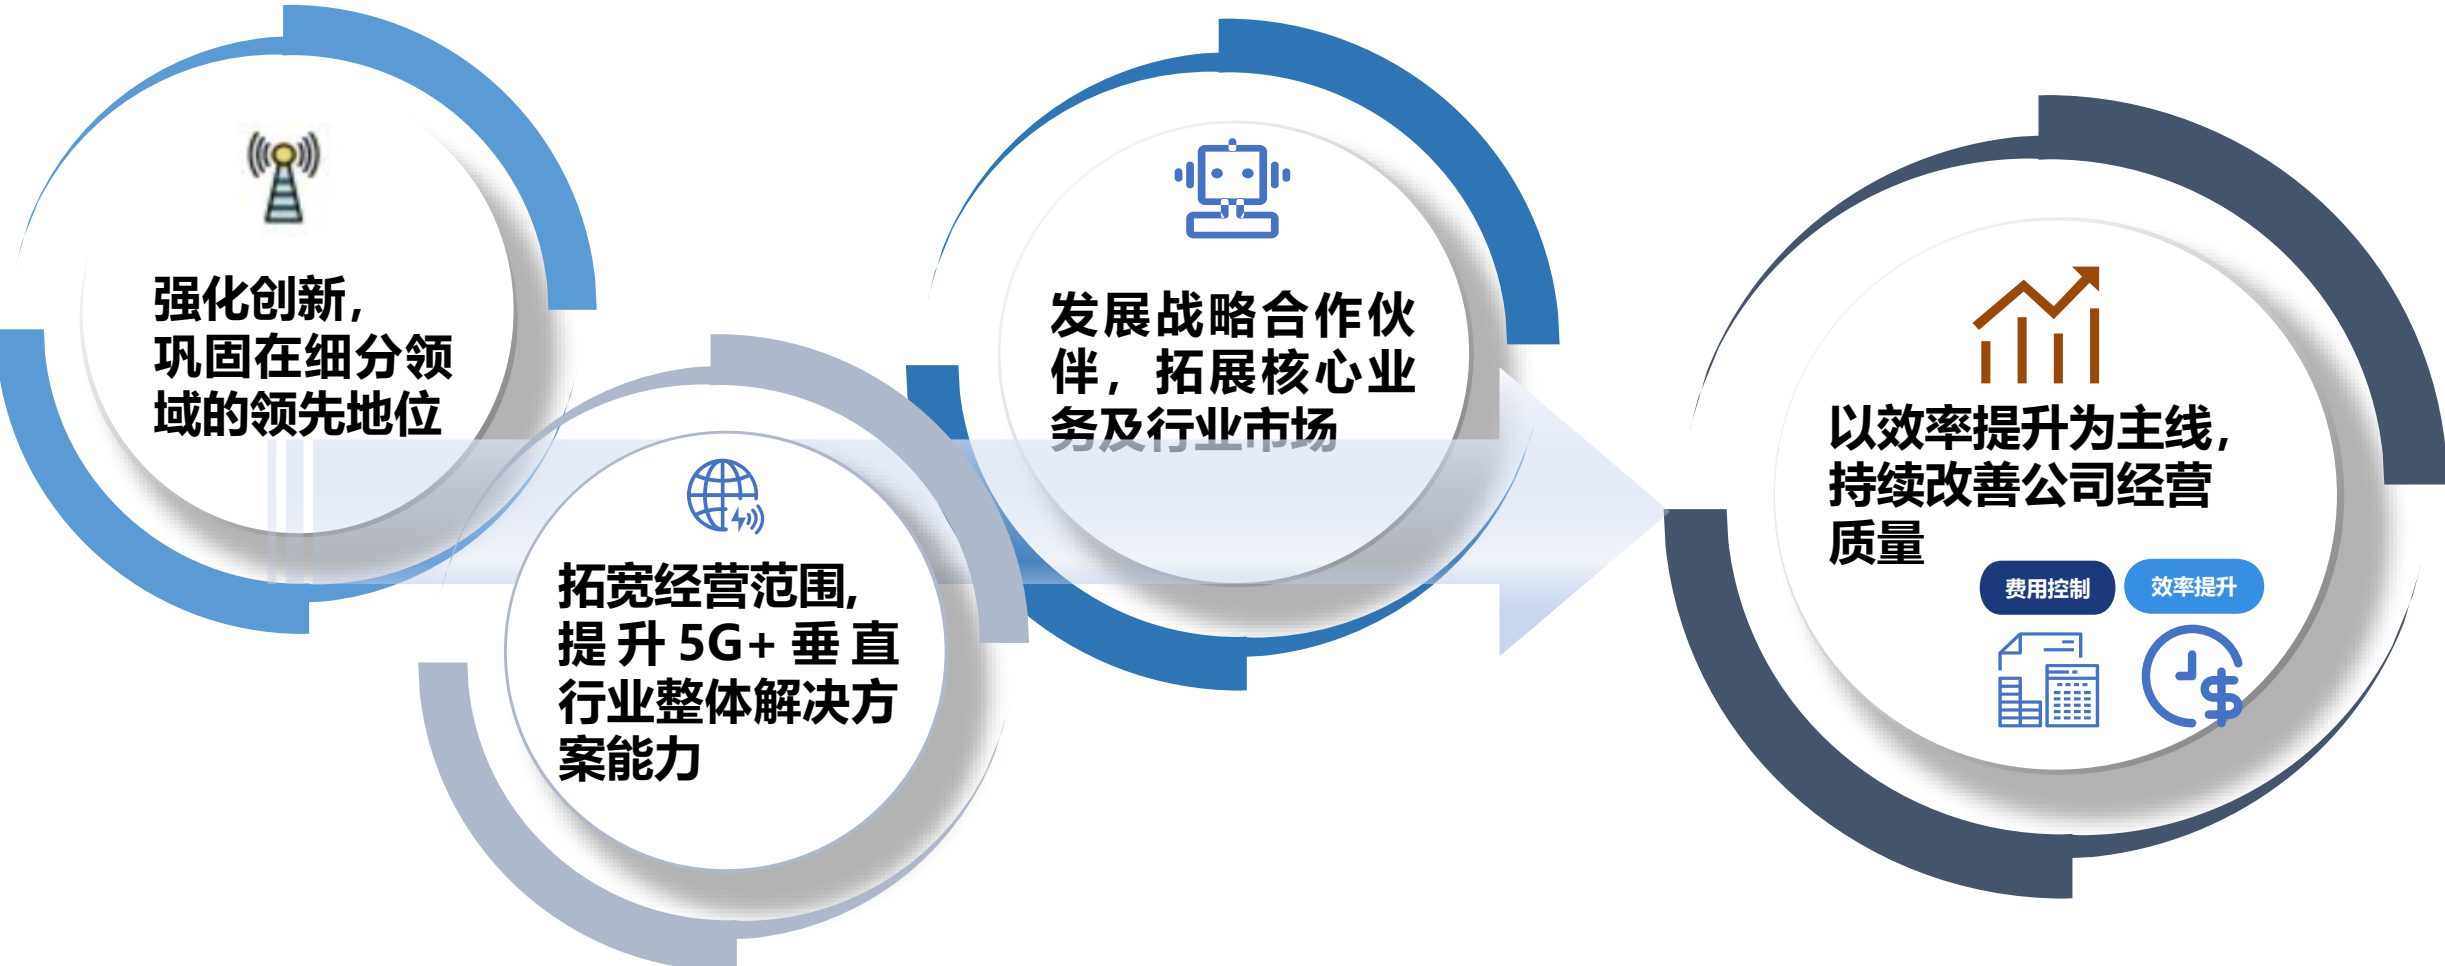 强化创新，
巩固在细分领
域的领先地位
拓宽经营范围，
提升5G+垂直
行业整体解决方
案能力
发展战略合作伙
伴，拓展核心业
务及行业市场
以效率提升为主线，
持续改善公司经营
质量
费用控制
效率提升